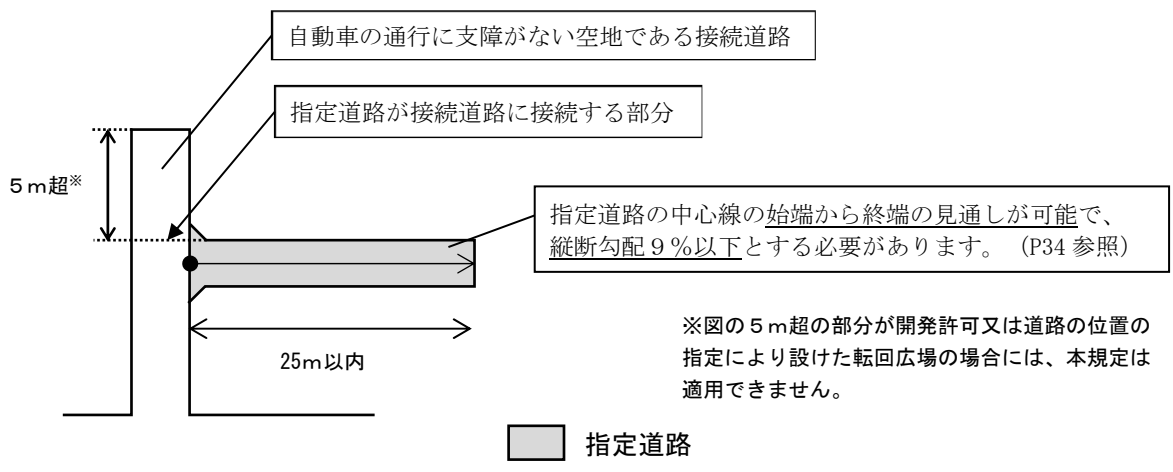 自動車の通行に支障がない空地である接続道路
指定道路が接続道路に接続する部分
5m超※
指定道路の中心線の始端から終端の見通しが可能で、
縦断勾配9%以下とする必要があります。(P34 参照)
25m以内
※図の5m超の部分が開発許可又は道路の位置の
指定により設けた転回広場の場合には、本規定は
適用できません。
指定道路